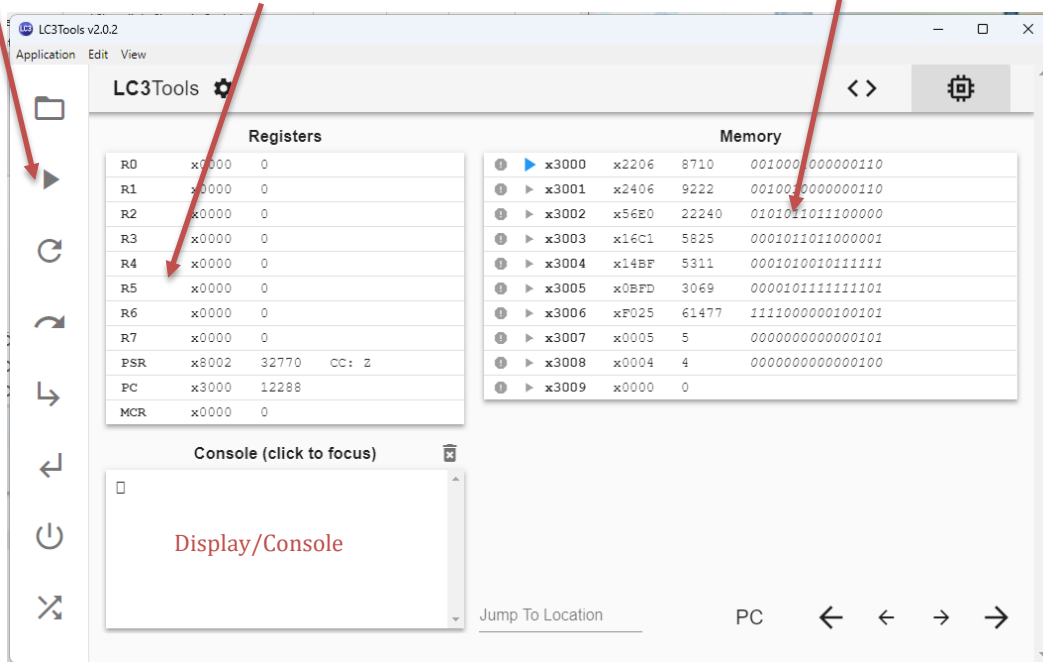 LC3Tools v2.0.2
Application Edit View
LC3Tools
Registers
R0 x0000 0
R1 x0000 0
R2 x0000 0
R3 x0000 0
R4 x0000 0
R5 x0000 0
R6 x0000 0
R7 x0000 0
PSR x8002 32770 CC: Z
PC x3000 12288
MCR x0000 0
Memory
x3000 x2206 8710 0010001000000110
x3001 x2406 9222 0010010000000110
x3002 x56E0 22240 0101011011100000
x3003 x16C1 5825 0001011011000001
x3004 x14BF 5311 0001010010111111
x3005 x0BFD 3069 0000101111111101
x3006 xF025 61477 1111000000100101
x3007 x0005 5 0000000000000101
x3008 x0004 4 0000000000000100
x3009 x0000 0
Console (click to focus)
Display/Console
Jump To Location PC